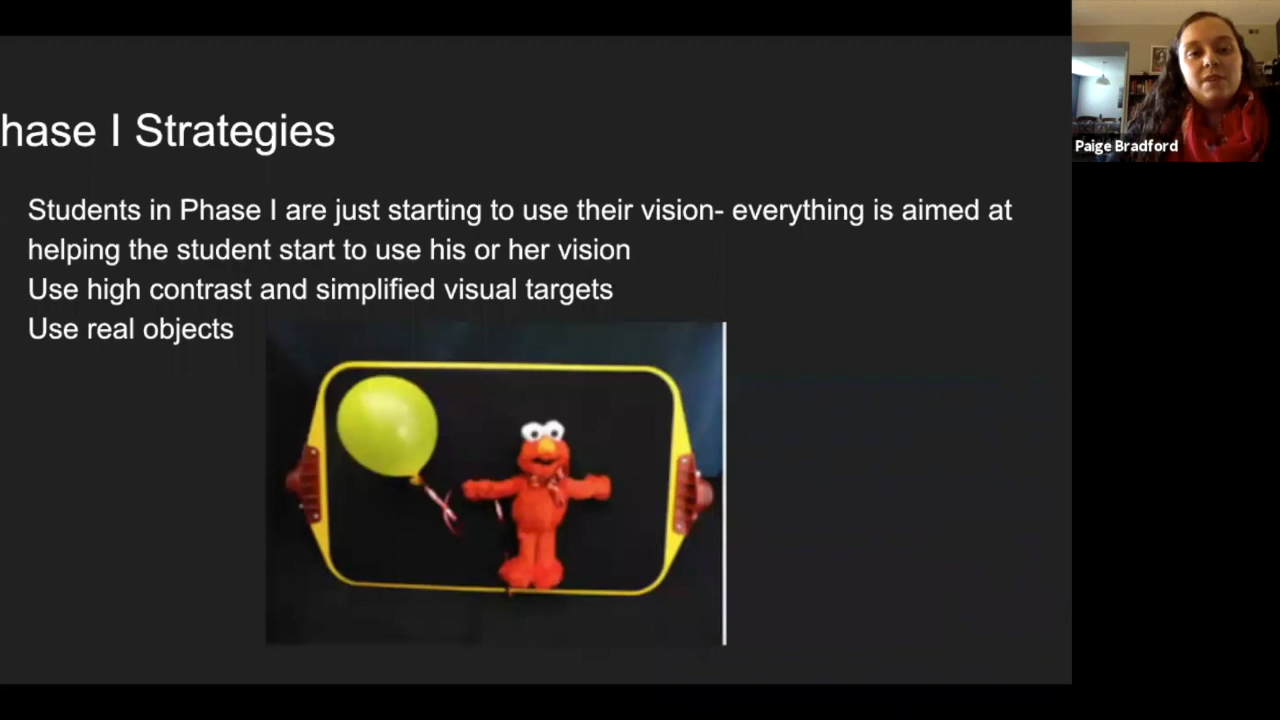 hase I Strategies
Students in Phase I are just starting to use their vision- everything is aimed at
helping the student start to use his or her vision
Use high contrast and simplified visual targets
Use real objects
Paige Bradford